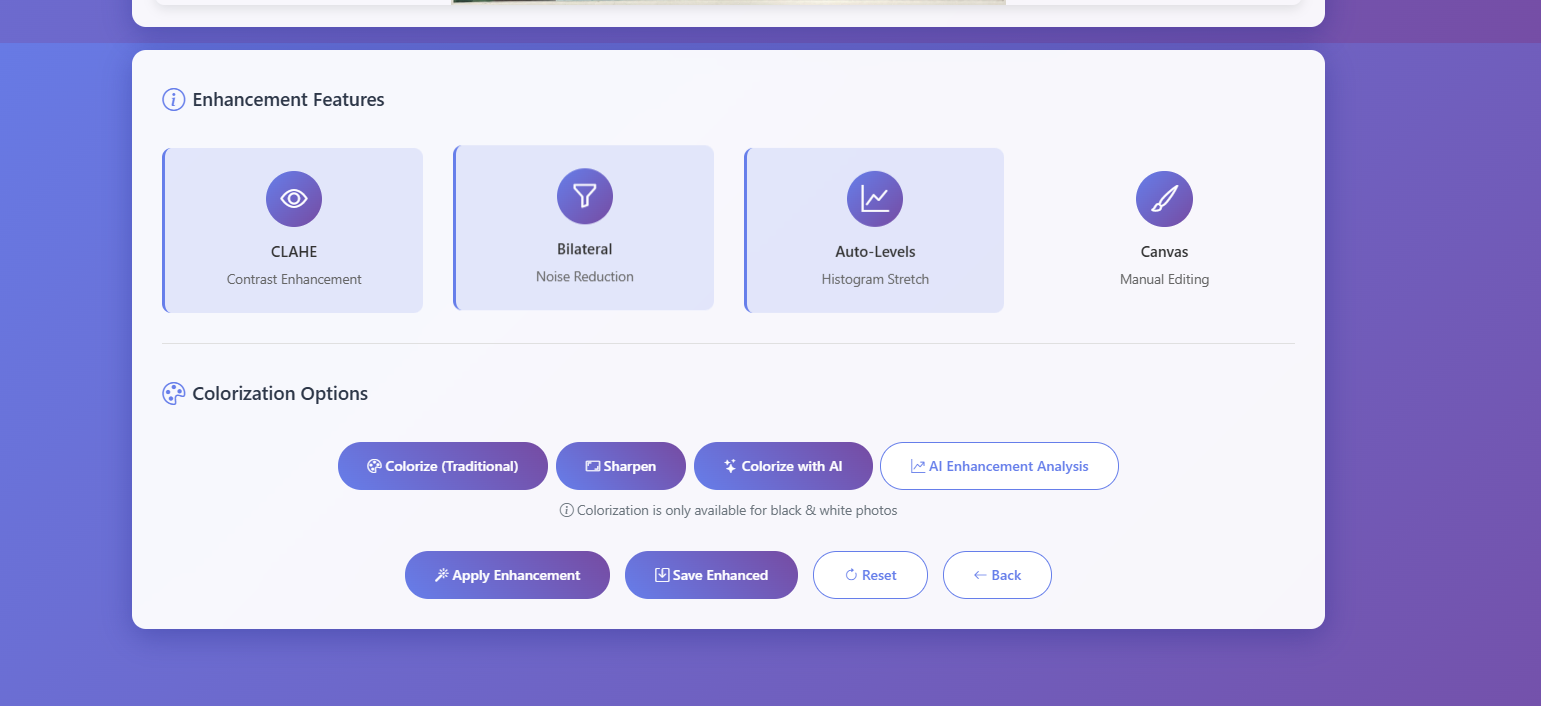 Enhancement Features
CLAHE
Contrast Enhancement
Bilateral
Noise Reduction
Auto-Levels
Histogram Stretch
Canvas
Manual Editing
Colorization Options
Colorize (Traditional)
Sharpen
Colorize with AI
AI Enhancement Analysis
Colorization is only available for black & white photos
Apply Enhancement
Save Enhanced
Reset
Back